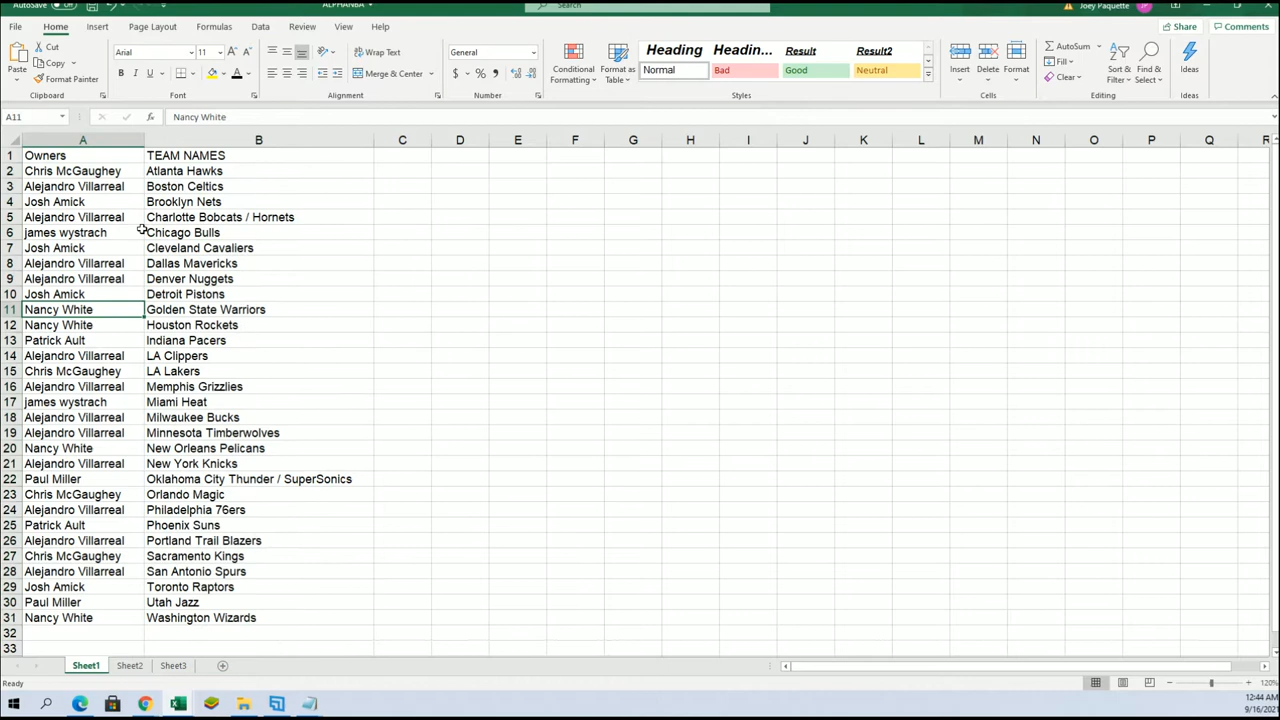 AutoSave Off
ALPHANBA
Search
Joey Paquette
JP
File Home Insert Page Layout Formulas Data Review View Help
Share Comments
Paste
Cut
Copy
Format Painter
Clipboard
Arial 11
B I U
Font
Wrap Text
Merge & Center
Alignment
General
$ % 9
Number
Conditional Formatting
Format as Table
Heading Headin... Result Result2
Normal Bad Good Neutral
Styles
Insert Delete Format
Cells
AutoSum
Fill
Clear
Sort & Filter
Find & Select
Editing
Ideas
Ideas
A11 fx Nancy White
A B C D E F G H I J K L M N O P Q R
1 Owners TEAM NAMES
2 Chris McGaughey Atlanta Hawks
3 Alejandro Villarreal Boston Celtics
4 Josh Amick Brooklyn Nets
5 Alejandro Villarreal Charlotte Bobcats / Hornets
6 james wystrach Chicago Bulls
7 Josh Amick Cleveland Cavaliers
8 Alejandro Villarreal Dallas Mavericks
9 Alejandro Villarreal Denver Nuggets
10 Josh Amick Detroit Pistons
11 Nancy White Golden State Warriors
12 Nancy White Houston Rockets
13 Patrick Ault Indiana Pacers
14 Alejandro Villarreal LA Clippers
15 Chris McGaughey LA Lakers
16 Alejandro Villarreal Memphis Grizzlies
17 james wystrach Miami Heat
18 Alejandro Villarreal Milwaukee Bucks
19 Alejandro Villarreal Minnesota Timberwolves
20 Nancy White New Orleans Pelicans
21 Alejandro Villarreal New York Knicks
22 Paul Miller Oklahoma City Thunder / SuperSonics
23 Chris McGaughey Orlando Magic
24 Alejandro Villarreal Philadelphia 76ers
25 Patrick Ault Phoenix Suns
26 Alejandro Villarreal Portland Trail Blazers
27 Chris McGaughey Sacramento Kings
28 Alejandro Villarreal San Antonio Spurs
29 Josh Amick Toronto Raptors
30 Paul Miller Utah Jazz
31 Nancy White Washington Wizards
32
33
Sheet1 Sheet2 Sheet3
Ready
120%
12:44 AM
9/16/2021